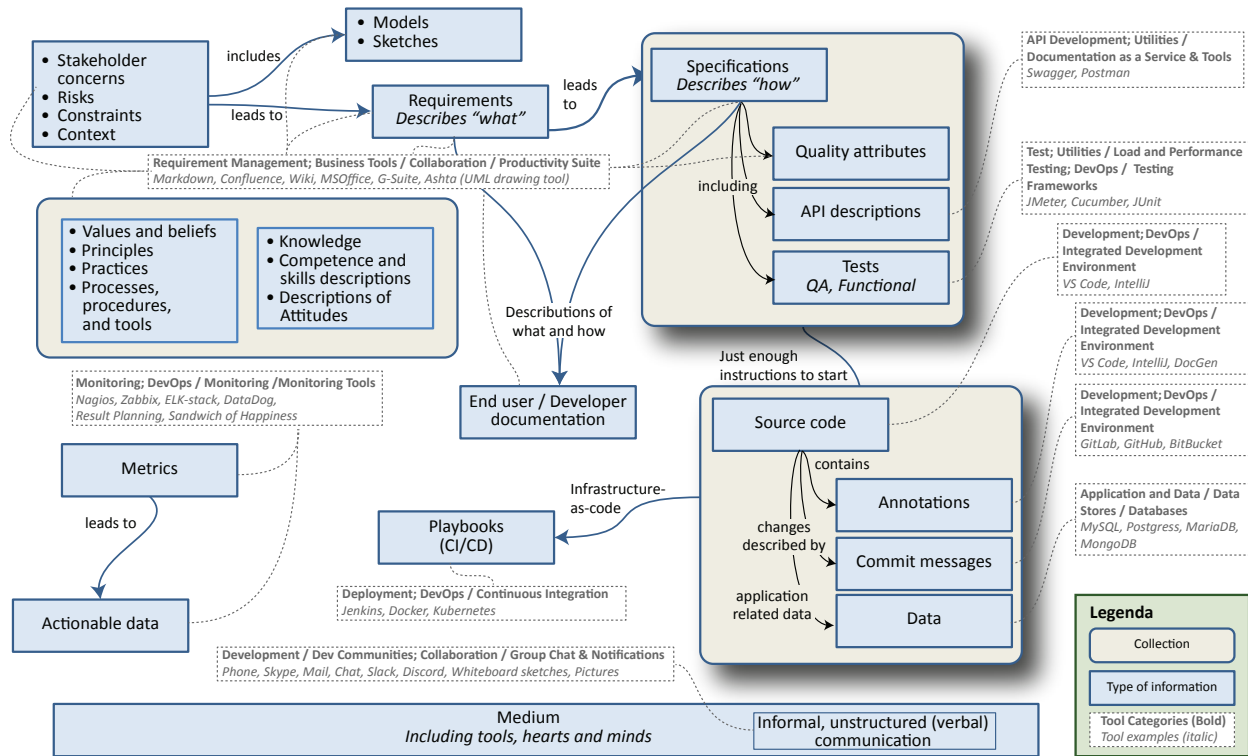 • Models
• Sketches
includes
• Stakeholder
concerns
• Risks
• Constraints
• Context
leads to
Requirements
Describes "what"
leads
to
Specifications
Describes "how"
Quality attributes
including
API descriptions
Tests
QA, Functional
API Development; Utilities /
Documentation as a Service & Tools
Swagger, Postman
Test; Utilities / Load and Performance
Testing; DevOps / Testing
Frameworks
JMeter, Cucumber, JUnit
Development; DevOps /
Integrated Development
Environment
VS Code, IntelliJ
Development; DevOps /
Integrated Development
Environment
VS Code, IntelliJ, DocGen
Development; DevOps /
Integrated Development
Environment
GitLab, GitHub, BitBucket
Application and Data / Data
Stores / Databases
MySQL, Postgress, MariaDB,
MongoDB
Requirement Management; Business Tools / Collaboration / Productivity Suite
Markdown, Confluence, Wiki, MSOffice, G-Suite, Ashta (UML drawing tool)
• Values and beliefs
• Principles
• Practices
• Processes,
procedures,
and tools
• Knowledge
• Competence and
skills descriptions
• Descriptions of
Attitudes
Describtions of
what and how
End user / Developer
documentation
Just enough
instructions to start
Source code
contains
Annotations
changes
described by
Commit messages
application
related data
Data
Monitoring; DevOps / Monitoring /Monitoring Tools
Nagios, Zabbix, ELK-stack, DataDog,
Result Planning, Sandwich of Happiness
Metrics
leads to
Actionable data
Infrastructure-
as-code
Playbooks
(CI/CD)
Deployment; DevOps / Continuous Integration
Jenkins, Docker, Kubernetes
Development / Dev Communities; Collaboration / Group Chat & Notifications
Phone, Skype, Mail, Chat, Slack, Discord, Whiteboard sketches, Pictures
Medium
Including tools, hearts and minds
Informal, unstructured (verbal)
communication
Legenda
Collection
Type of information
Tool Categories (Bold)
Tool examples (italic)